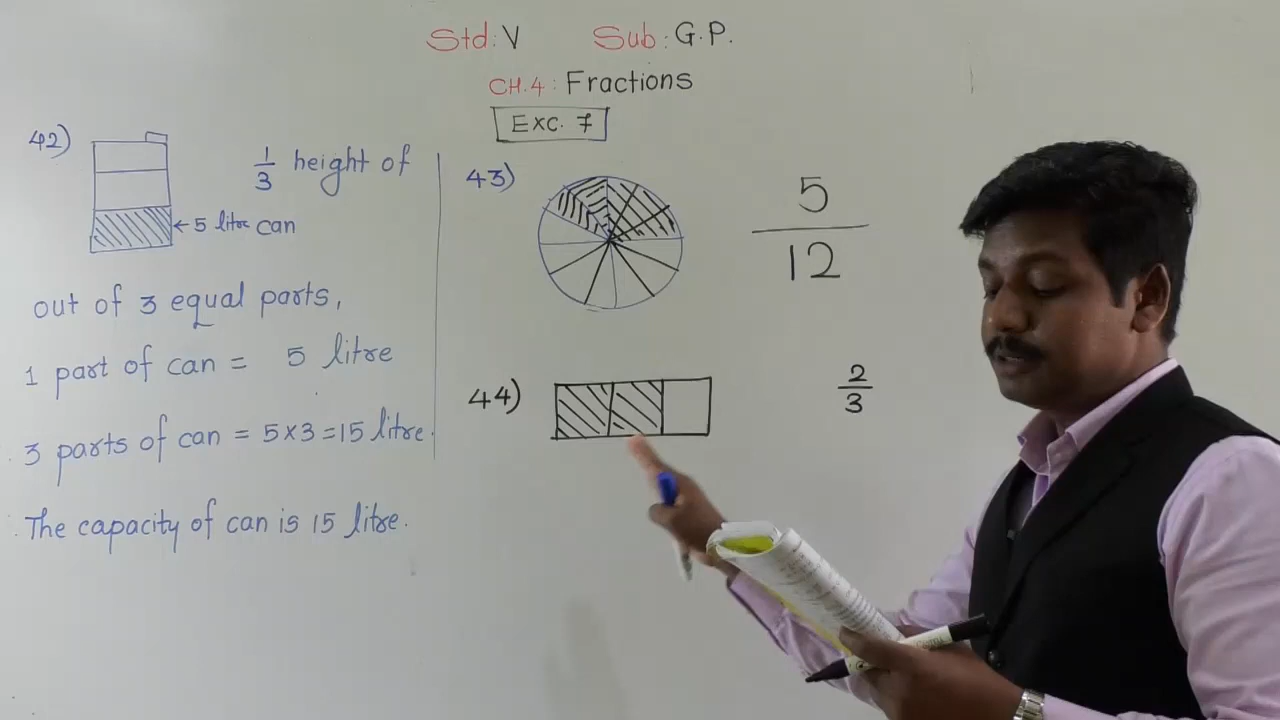 Std: V Sub: G.P.
CH.4: Fractions
Exc. 7
42)
1/3 height of
← 5 litre can
out of 3 equal parts,
1 part of can = 5 litre
3 parts of can = 5×3=15 litre.
The capacity of can is 15 litre.
43)
5/12
44)
2/3